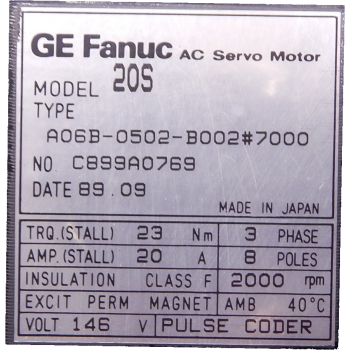 GE Fanuc AC Servo Motor
MODEL 20S
TYPE
A06B-0502-B002#7000
NO. C899A0769
DATE 89.09
MADE IN JAPAN
TRQ.(STALL) 23 Nm 3 PHASE
AMP.(STALL) 20 A 8 POLES
INSULATION CLASS F 2000 rpm
EXCIT PERM MAGNET AMB 40°C
VOLT 146 V PULSE CODER